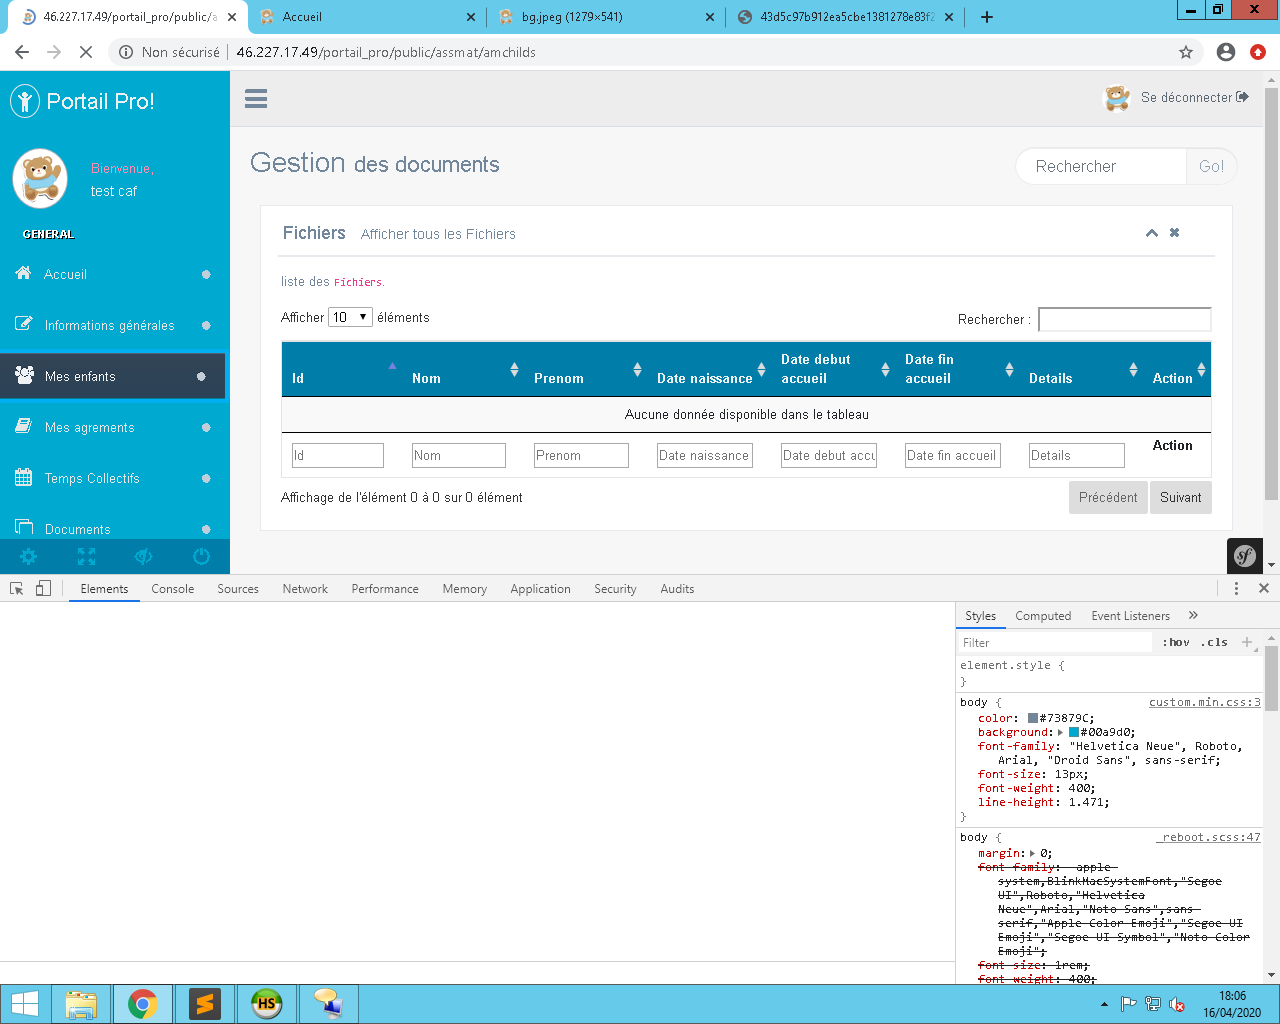 46.227.17.49/portail_pro/public/a
Accueil
bg.jpeg (1279×541)
43d5c97b912ea5cbe1381278e83f2
Non sécurisé
46.227.17.49/portail_pro/public/assmat/amchilds
Portail Pro!
Se déconnecter
Bienvenue,
test caf
GENERAL
Accueil
Informations générales
Mes enfants
Mes agrements
Temps Collectifs
Documents
Gestion des documents
Rechercher
Go!
Fichiers Afficher tous les Fichiers
liste des Fichiers.
Afficher 10 éléments
Rechercher :
Id
Nom
Prenom
Date naissance
Date debut accueil
Date fin accueil
Details
Action
Aucune donnée disponible dans le tableau
Id
Nom
Prenom
Date naissance
Date debut accu
Date fin accueil
Details
Action
Affichage de l'élément 0 à 0 sur 0 élément
Précédent
Suivant
sf
Elements Console Sources Network Performance Memory Application Security Audits
Styles Computed Event Listeners »
Filter
:hov .cls +
element.style {
}
body {
custom.min.css:3
color: #73879C;
background: #00a9d0;
font-family: "Helvetica Neue", Roboto,
Arial, "Droid Sans", sans-serif;
font-size: 13px;
font-weight: 400;
line-height: 1.471;
}
body {
_reboot.scss:47
margin: 0;
font-family: -apple-
system,BlinkMacSystemFont,"Segoe
UI",Roboto,"Helvetica
Neue",Arial,"Noto Sans",sans-
serif,"Apple Color Emoji","Segoe UI
Emoji","Segoe UI Symbol","Noto Color
Emoji";
font-size: 1rem;
font-weight: 400;
HS
18:06
16/04/2020